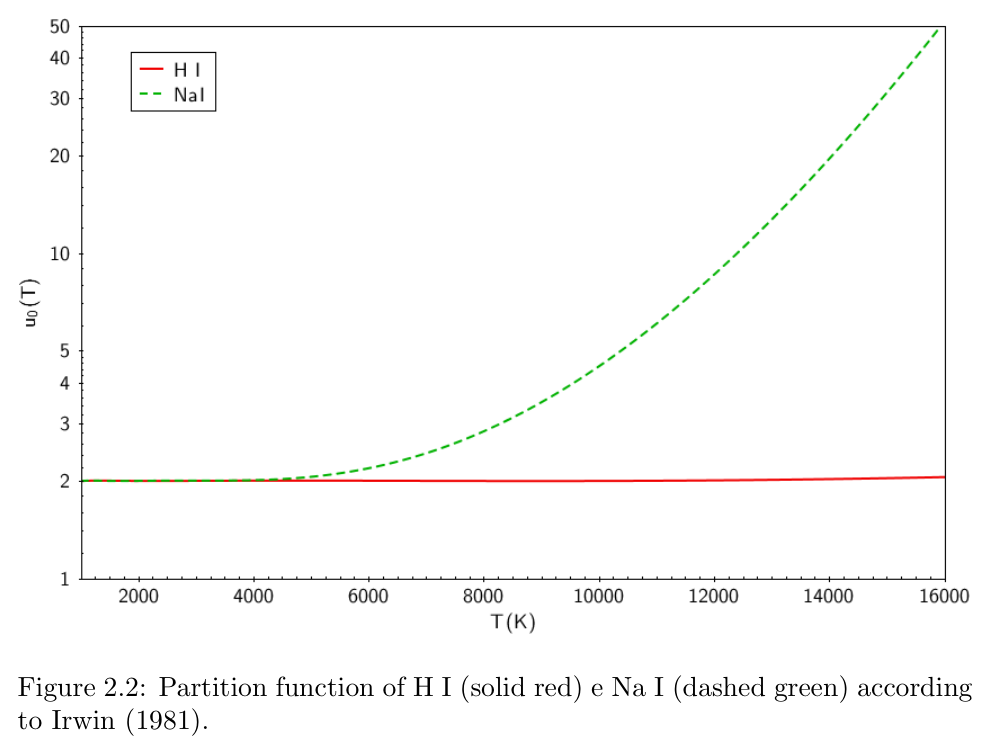 50
40
30
20
10
5
4
3
2
1
H I
NaI
u₀(T)
2000 4000 6000 8000 10000 12000 14000 16000
T(K)
Figure 2.2: Partition function of H I (solid red) e Na I (dashed green) according
to Irwin (1981).